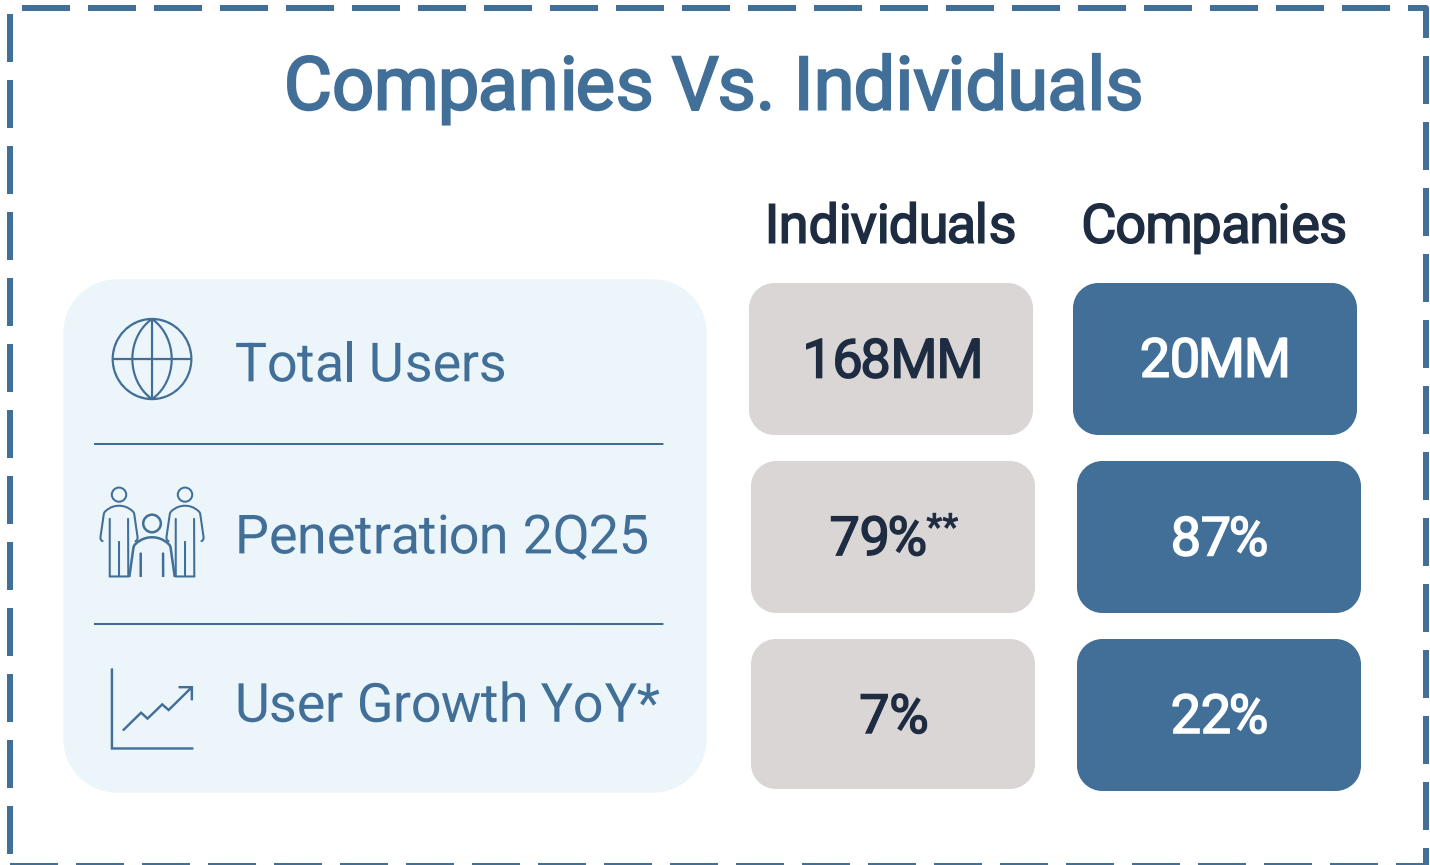 Companies Vs. Individuals
Individuals Companies
Total Users 168MM 20MM
Penetration 2Q25 79%** 87%
User Growth YoY* 7% 22%